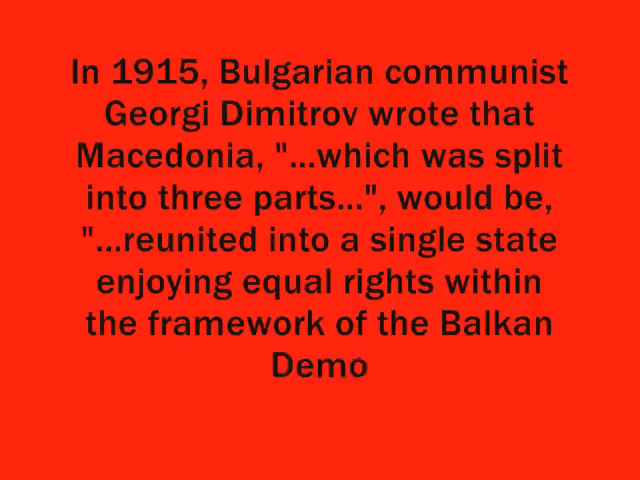 In 1915, Bulgarian communist
Georgi Dimitrov wrote that
Macedonia, "...which was split
into three parts...", would be,
"...reunited into a single state
enjoying equal rights within
the framework of the Balkan
Demo